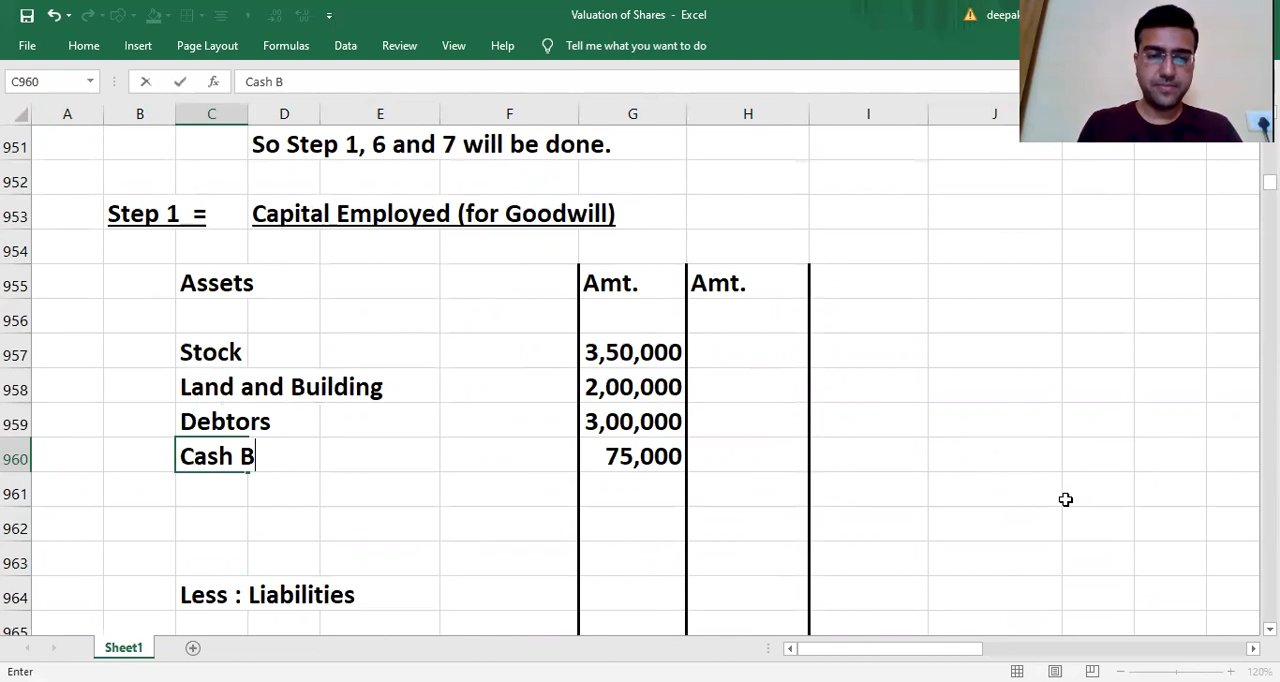 Valuation of Shares - Excel
deepak
File Home Insert Page Layout Formulas Data Review View Help Tell me what you want to do
C960 fx Cash B
A B C D E F G H I J
951 So Step 1, 6 and 7 will be done.
952
953 Step 1 = Capital Employed (for Goodwill)
954
955 Assets Amt. Amt.
956
957 Stock 3,50,000
958 Land and Building 2,00,000
959 Debtors 3,00,000
960 Cash B 75,000
961
962
963
964 Less : Liabilities
965
Sheet1
Enter 120%